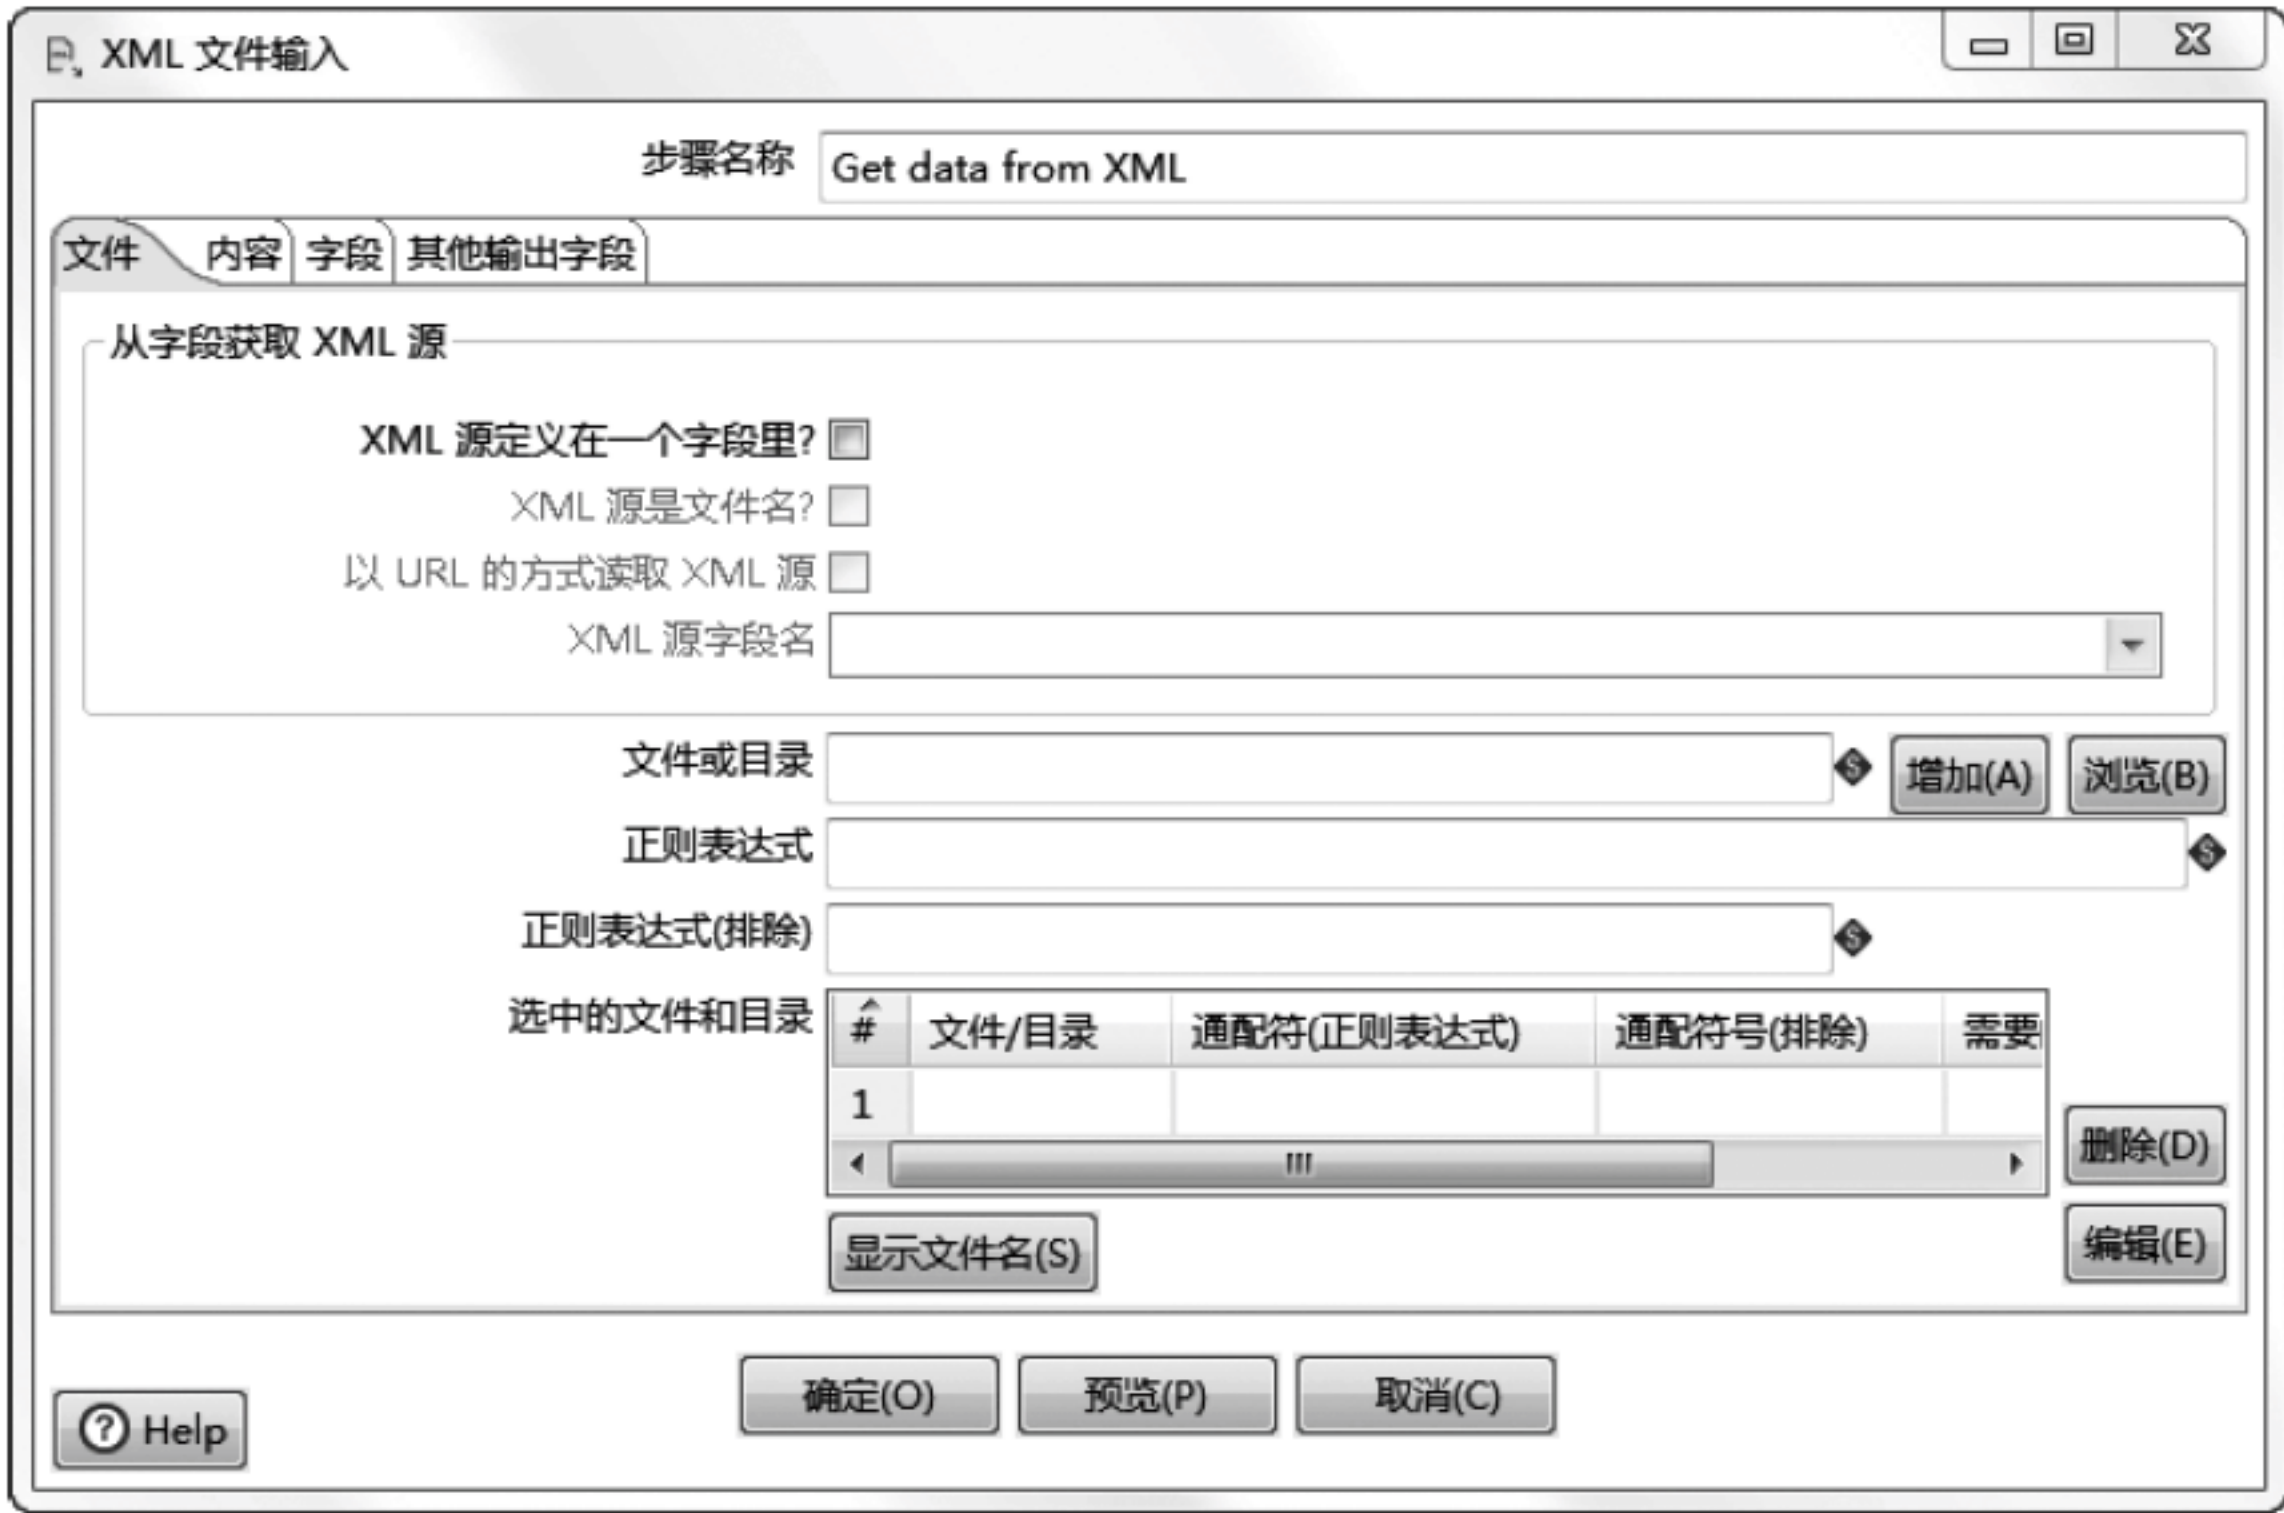 XML 文件输入
步骤名称 Get data from XML
文件 内容 字段 其他输出字段
从字段获取 XML 源
XML 源定义在一个字段里?
XML 源是文件名?
以 URL 的方式读取 XML 源
XML 源字段名
文件或目录 增加(A) 浏览(B)
正则表达式
正则表达式(排除)
选中的文件和目录 # 文件/目录 通配符(正则表达式) 通配符号(排除) 需要
1
删除(D)
显示文件名(S) 编辑(E)
确定(O) 预览(P) 取消(C)
Help